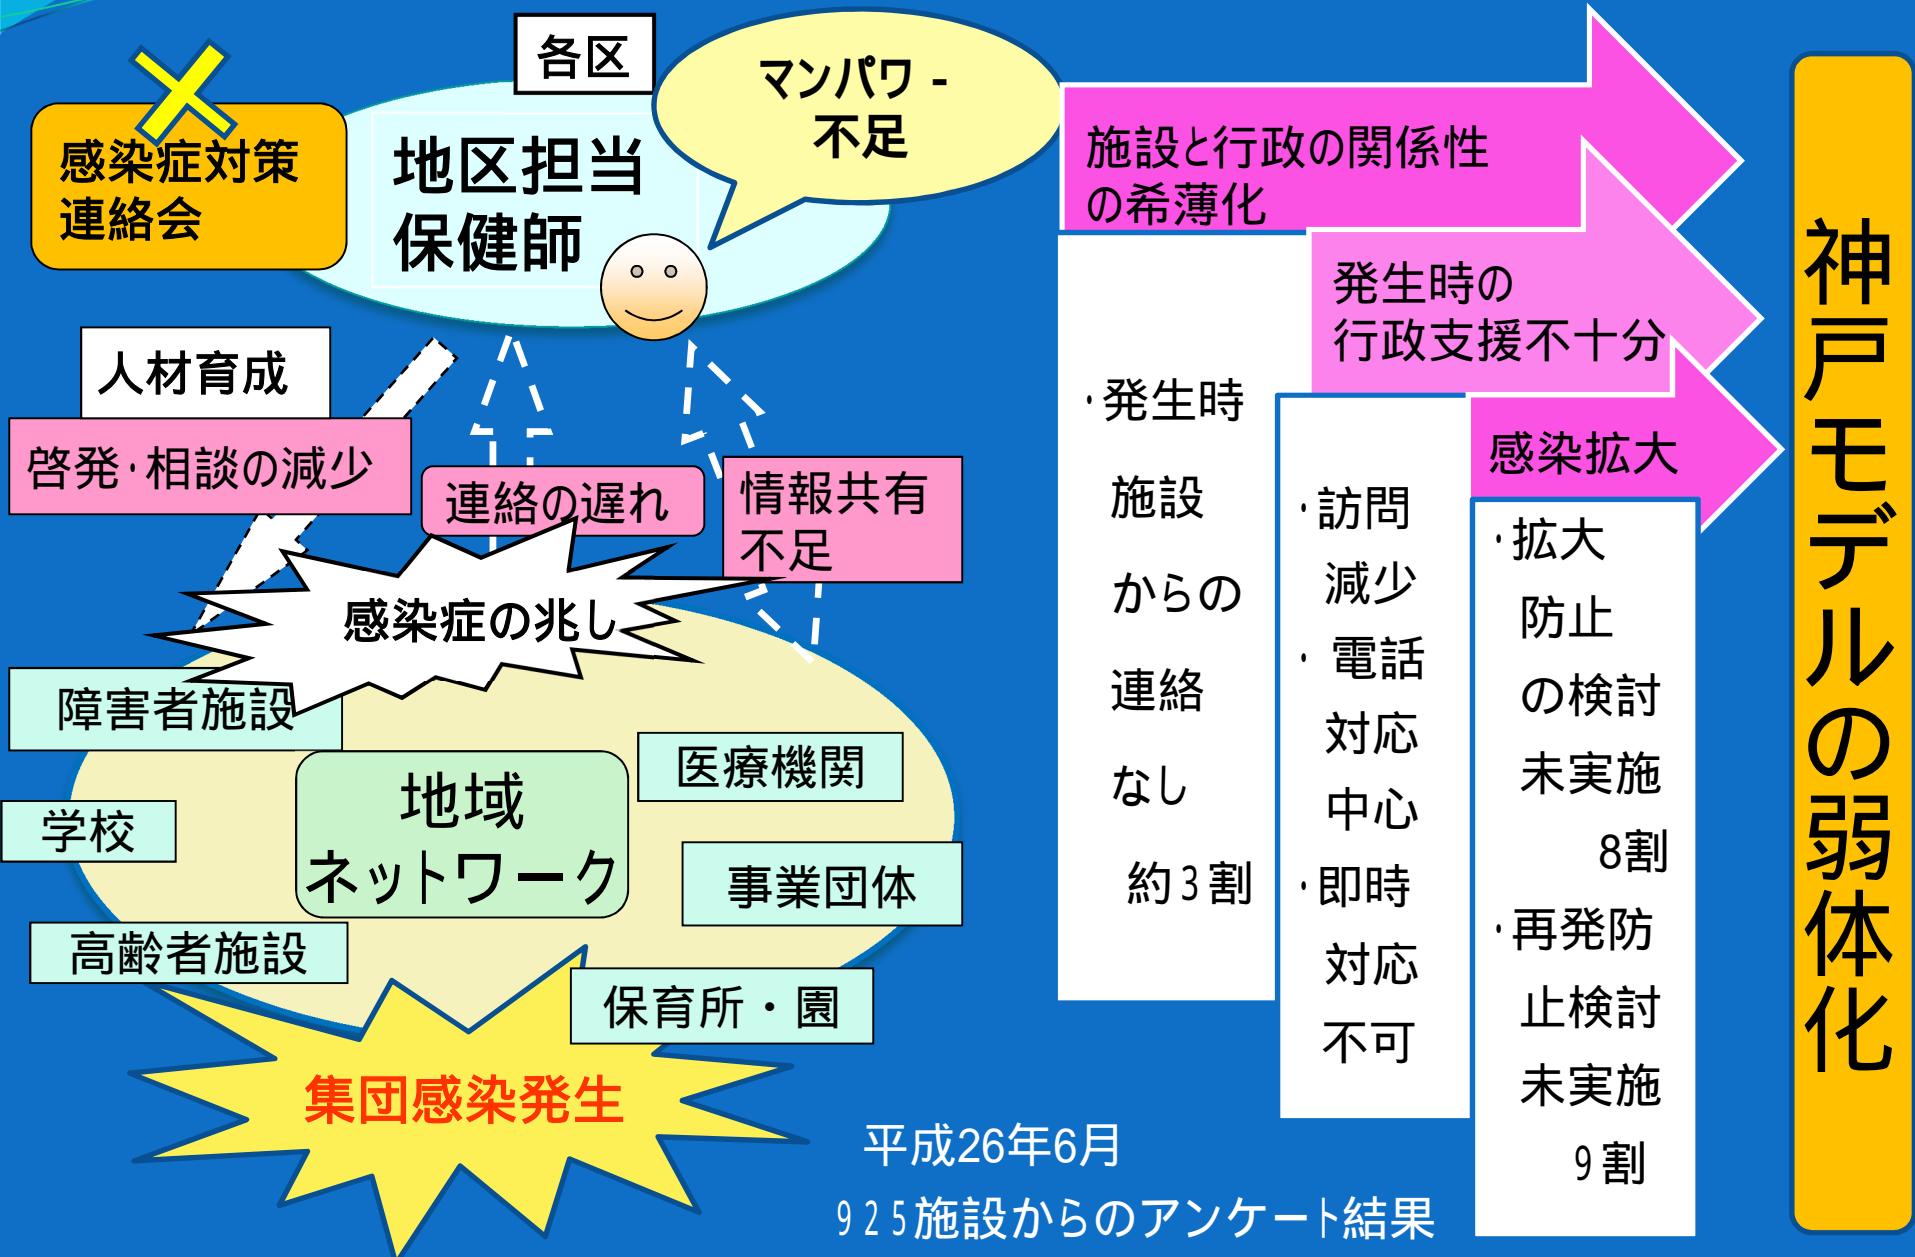 各区
マンパワ -
不足
感染症対策
連絡会
地区担当
保健師
人材育成
啓発・相談の減少
連絡の遅れ
情報共有
不足
感染症の兆し
障害者施設
医療機関
学校
地域
ネットワーク
事業団体
高齢者施設
保育所・園
集団感染発生
施設と行政の関係性
の希薄化
・発生時
施設
からの
連絡
なし
約3割
発生時の
行政支援不十分
・訪問
減少
・ 電話
対応
中心
・即時
対応
不可
感染拡大
・拡大
防止
の検討
未実施
8割
・再発防
止検討
未実施
9割
神戸モデルの弱体化
平成26年6月
925施設からのアンケート結果